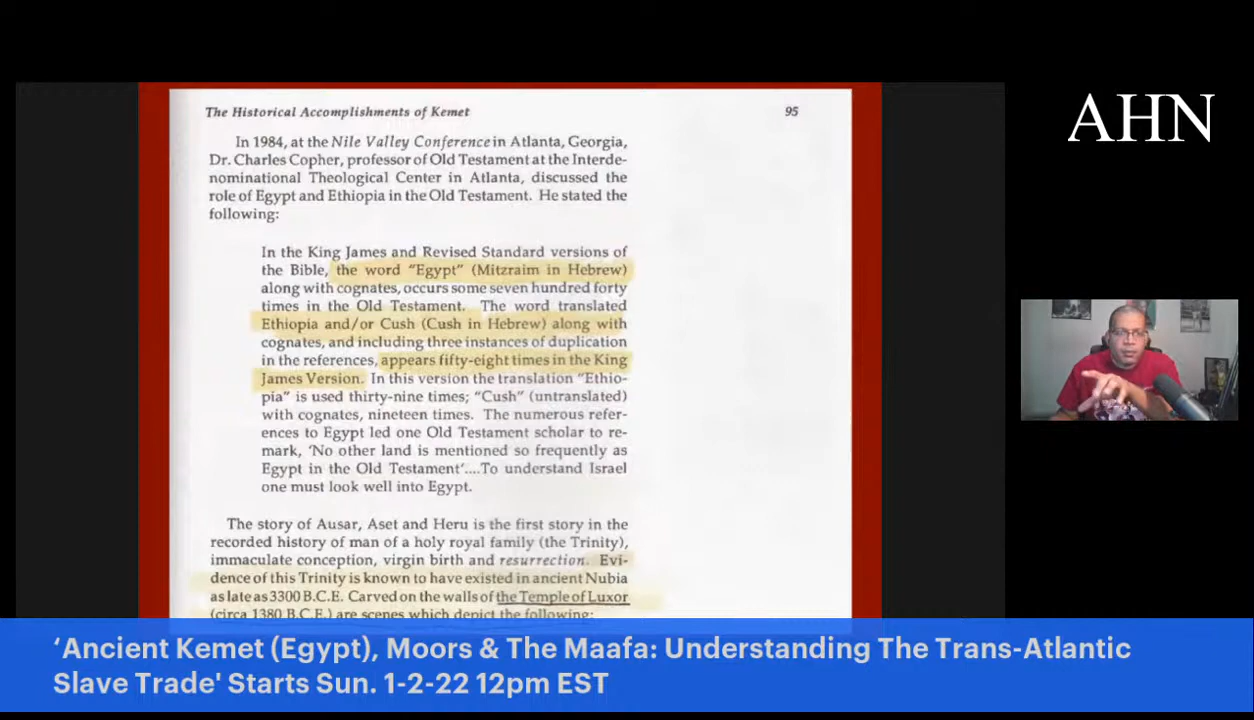 The Historical Accomplishments of Kemet 95
AHN
In 1984, at the Nile Valley Conference in Atlanta, Georgia,
Dr. Charles Copher, professor of Old Testament at the Interde-
nominational Theological Center in Atlanta, discussed the
role of Egypt and Ethiopia in the Old Testament. He stated the
following:
In the King James and Revised Standard versions of
the Bible, the word "Egypt" (Mitzraim in Hebrew)
along with cognates, occurs some seven hundred forty
times in the Old Testament. The word translated
Ethiopia and/or Cush (Cush in Hebrew) along with
cognates, and including three instances of duplication
in the references, appears fifty-eight times in the King
James Version. In this version the translation "Ethio-
pia" is used thirty-nine times; "Cush" (untranslated)
with cognates, nineteen times. The numerous refer-
ences to Egypt led one Old Testament scholar to re-
mark, 'No other land is mentioned so frequently as
Egypt in the Old Testament'....To understand Israel
one must look well into Egypt.
The story of Ausar, Aset and Heru is the first story in the
recorded history of man of a holy royal family (the Trinity),
immaculate conception, virgin birth and resurrection. Evi-
dence of this Trinity is known to have existed in ancient Nubia
as late as 3300 B.C.E. Carved on the walls of the Temple of Luxor
(circa 1380 B.C.E.) are scenes which depict the following:
‘Ancient Kemet (Egypt), Moors & The Maafa: Understanding The Trans-Atlantic
Slave Trade' Starts Sun. 1-2-22 12pm EST